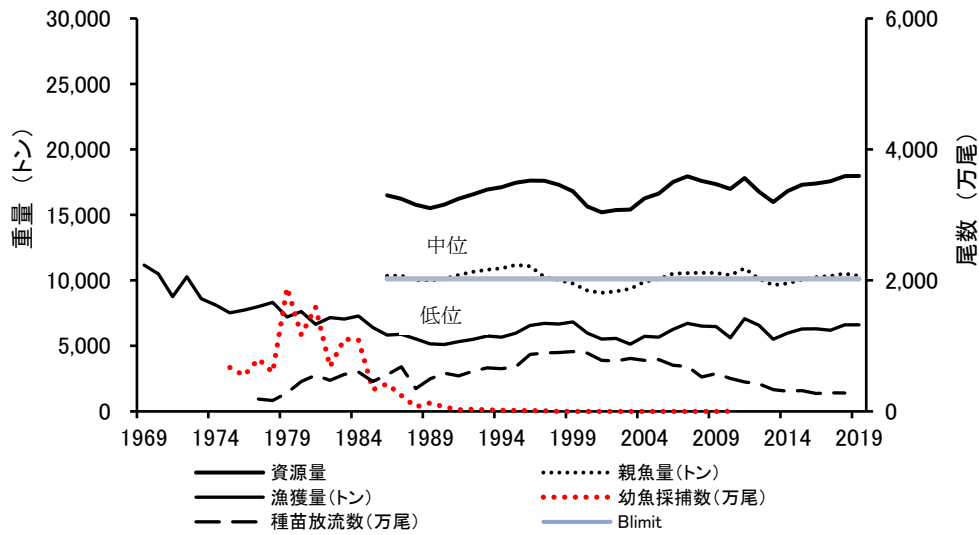 30,000
25,000
20,000
15,000
10,000
5,000
0
重量 (トン)
6,000
4,000
2,000
0
尾数 (万尾)
中位
低位
1969 1974 1979 1984 1989 1994 1999 2004 2009 2014 2019
資源量 親魚量(トン)
漁獲量(トン) 幼魚採捕数(万尾)
種苗放流数(万尾) Blimit